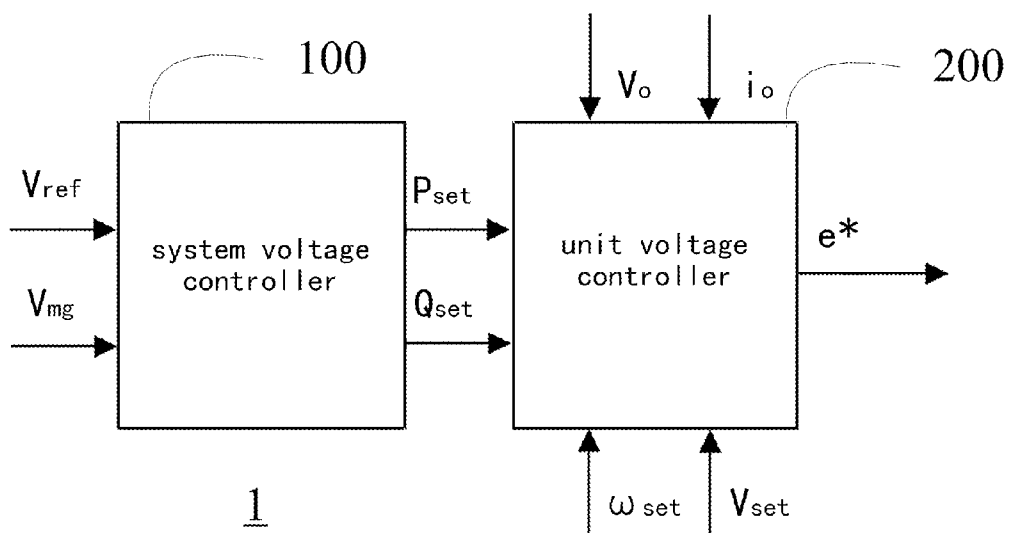 100
200
Vo
io
Vref
Pset
system voltage
controller
unit voltage
controller
e*
Vmg
Qset
1
ωset
Vset